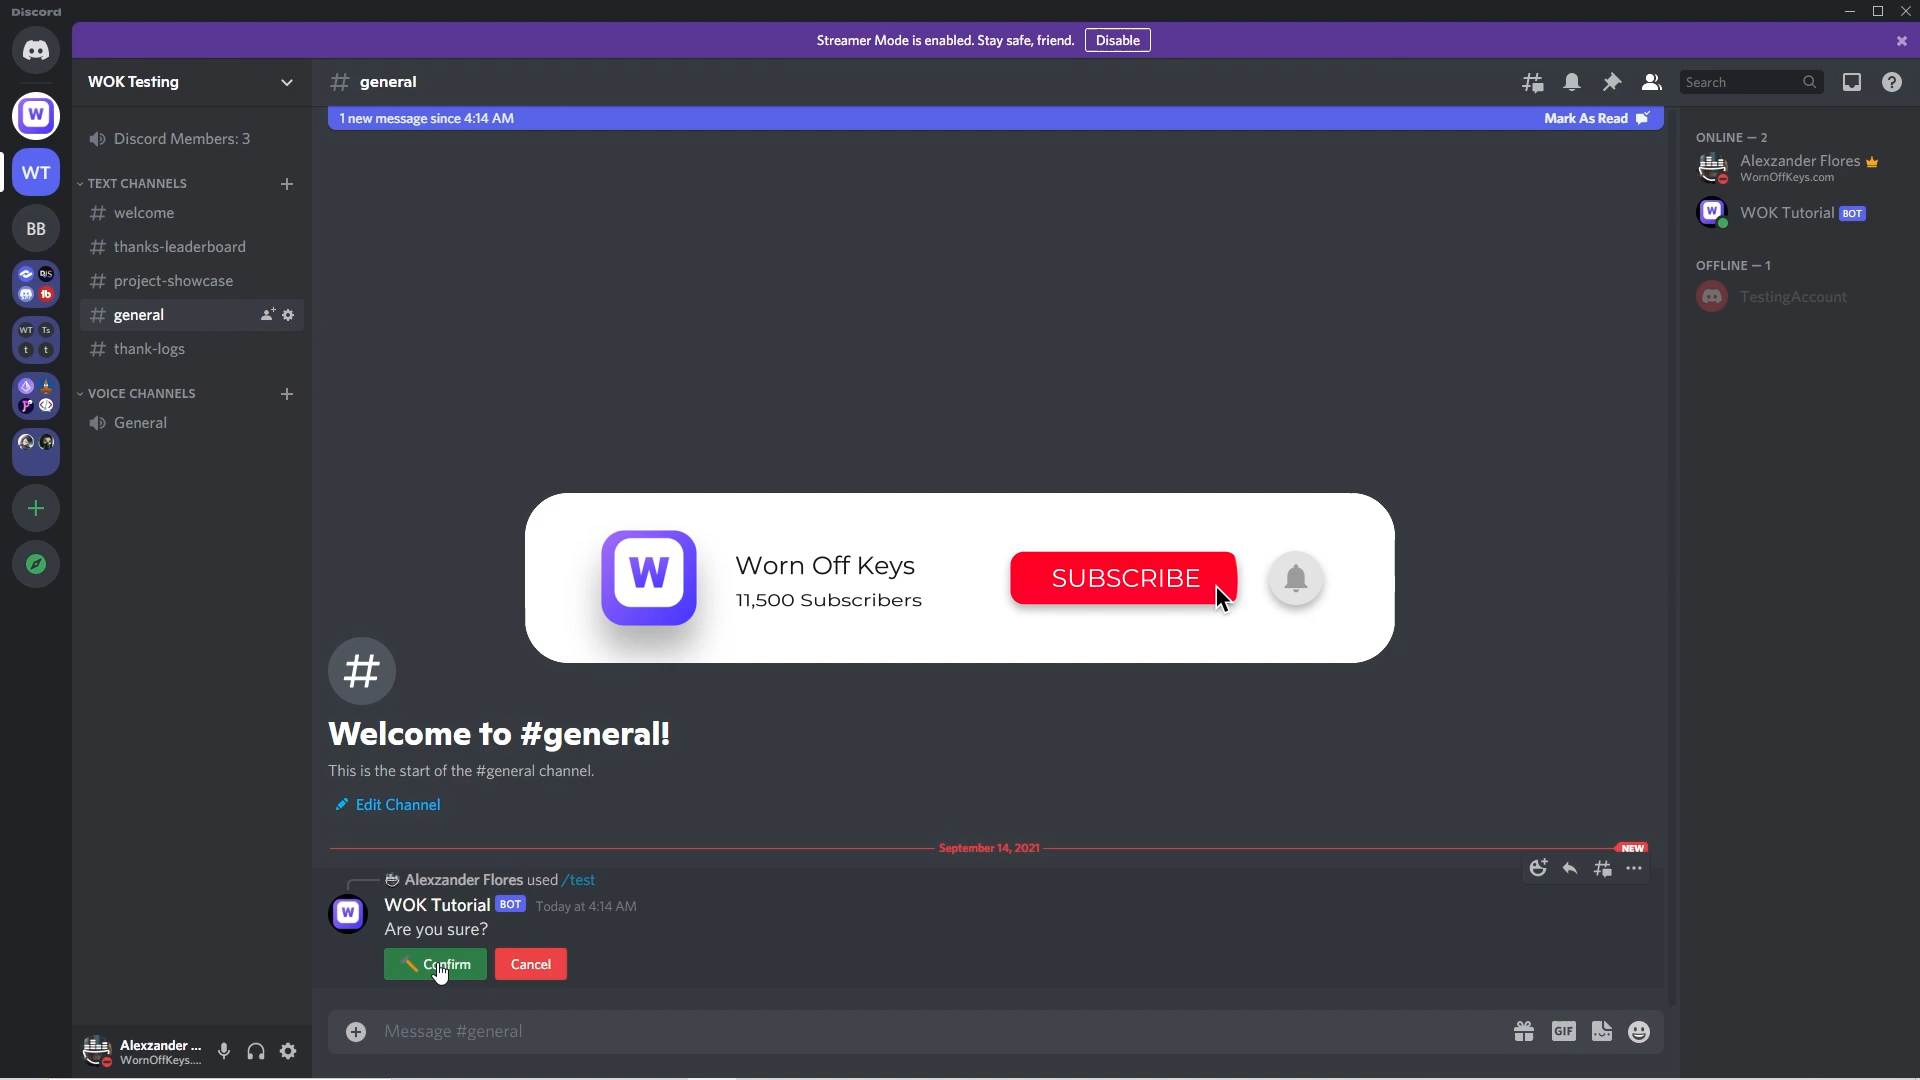 Discord
Streamer Mode is enabled. Stay safe, friend.
Disable
W
WT
BB
DJS
tb
WT Ts
t t
WOK Testing
Discord Members: 3
TEXT CHANNELS
welcome
thanks-leaderboard
project-showcase
general
thank-logs
VOICE CHANNELS
General
Alexzander ...
WornOffKeys....
# general
Search
1 new message since 4:14 AM
Mark As Read
W
Worn Off Keys
11,500 Subscribers
SUBSCRIBE
#
Welcome to #general!
This is the start of the #general channel.
Edit Channel
September 14, 2021
NEW
Alexzander Flores used /test
W
WOK Tutorial BOT Today at 4:14 AM
Are you sure?
Confirm
Cancel
Message #general
GIF
ONLINE — 2
Alexzander Flores
WornOffKeys.com
W
WOK Tutorial BOT
OFFLINE — 1
TestingAccount